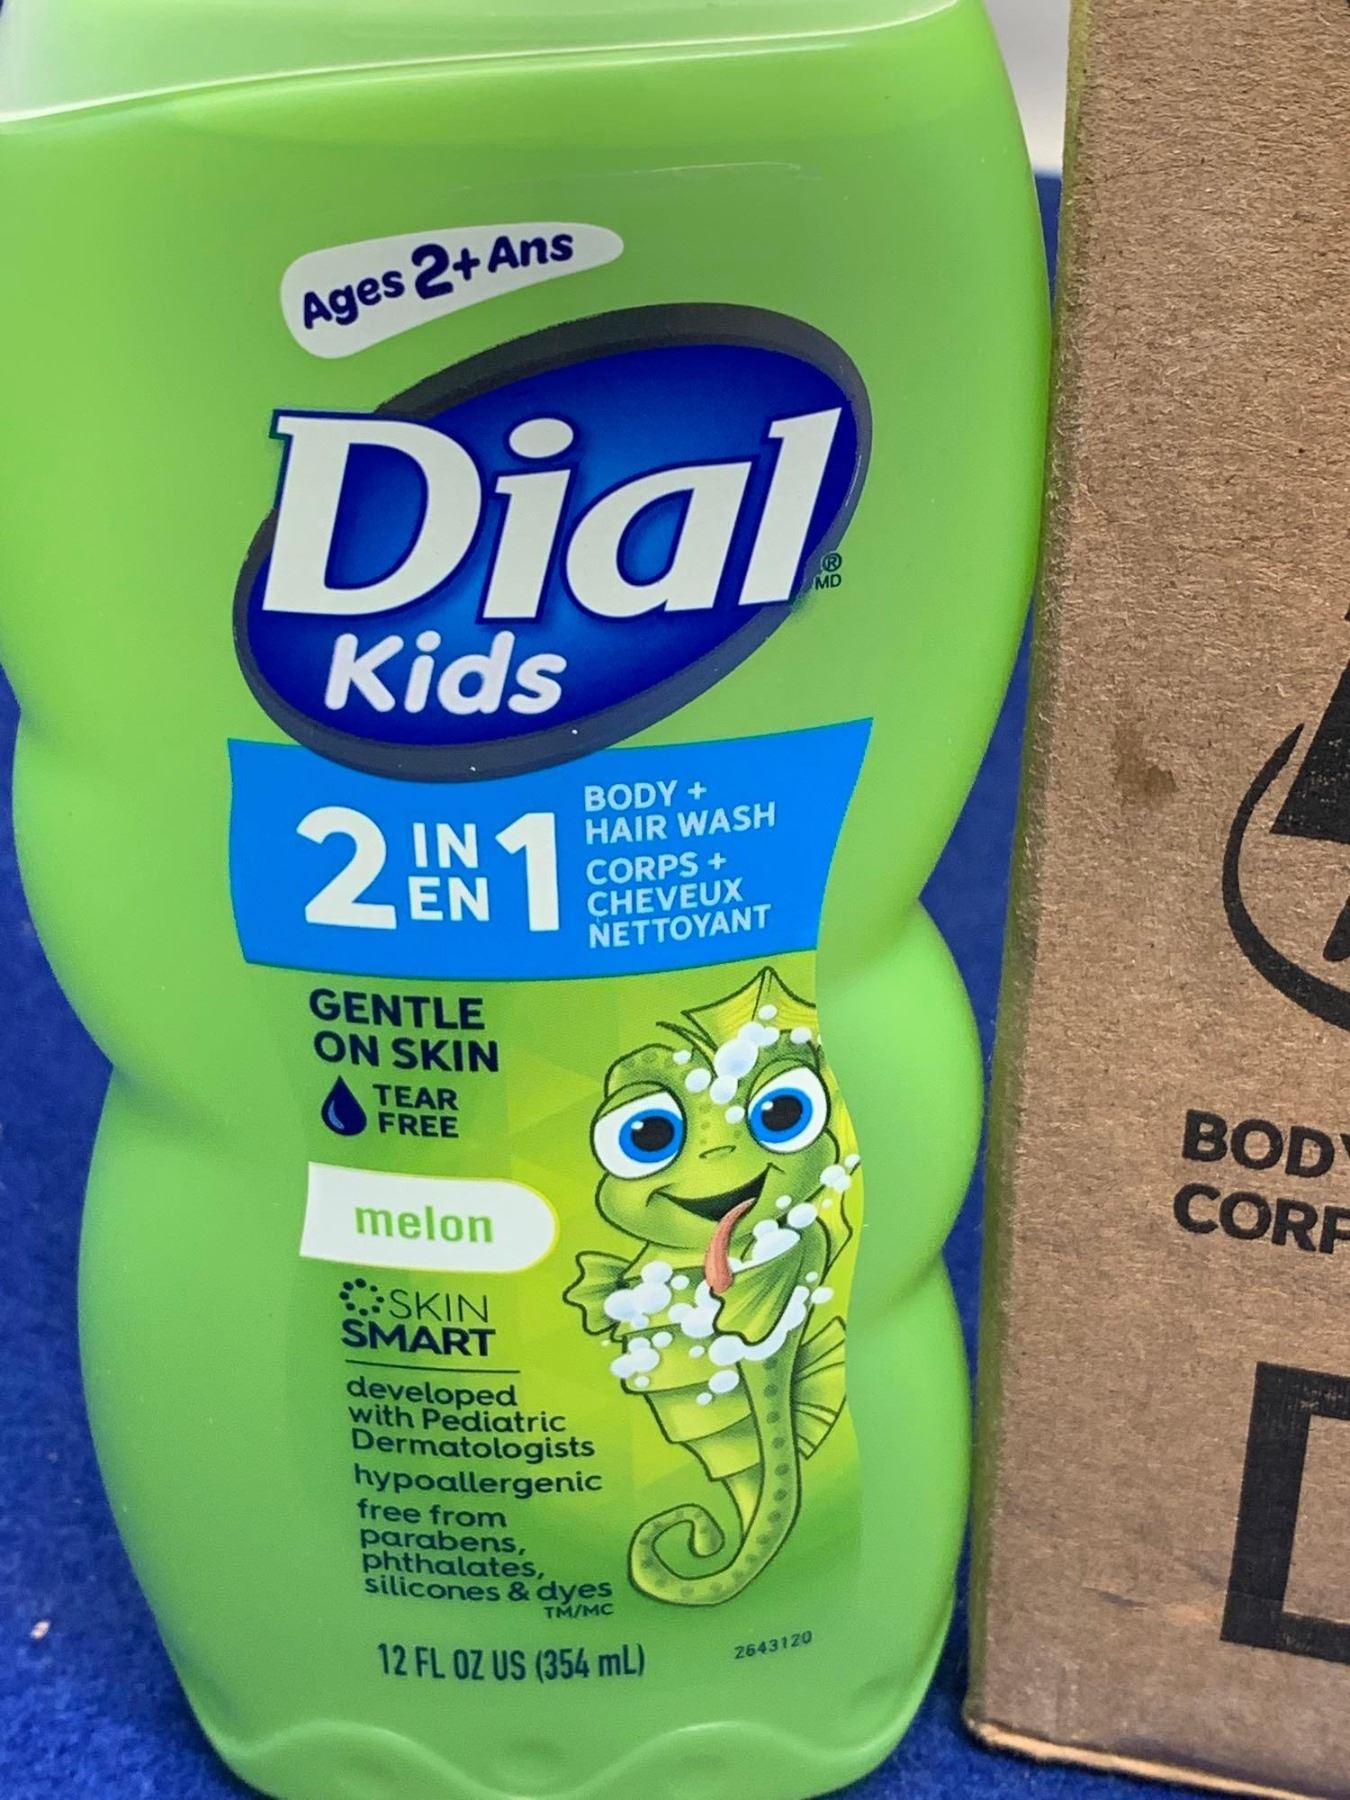 Ages 2+ Ans
Dial
® MD
Kids
2 IN EN 1
BODY +
HAIR WASH
CORPS +
CHEVEUX
NETTOYANT
GENTLE
ON SKIN
TEAR
FREE
melon
SKIN
SMART
developed
with Pediatric
Dermatologists
hypoallergenic
free from
parabens,
phthalates,
silicones & dyes
TM/MC
12 FL OZ US (354 mL)
2643120
BODY
CORP